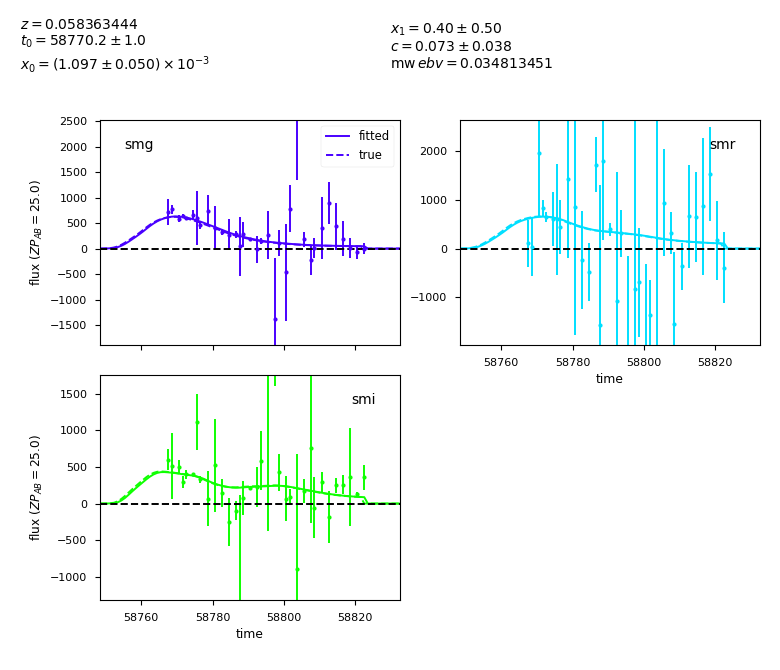 z = 0.058363444
t₀ = 58770.2 ± 1.0
x₀ = (1.097 ± 0.050) × 10⁻³
x₁ = 0.40 ± 0.50
c = 0.073 ± 0.038
mw ebv = 0.034813451
smg
fitted
true
flux (ZP_AB = 25.0)
2500
2000
1500
1000
500
0
−500
−1000
−1500
smr
2000
1000
0
−1000
58760
58780
58800
58820
time
smi
flux (ZP_AB = 25.0)
1500
1000
500
0
−500
−1000
58760
58780
58800
58820
time